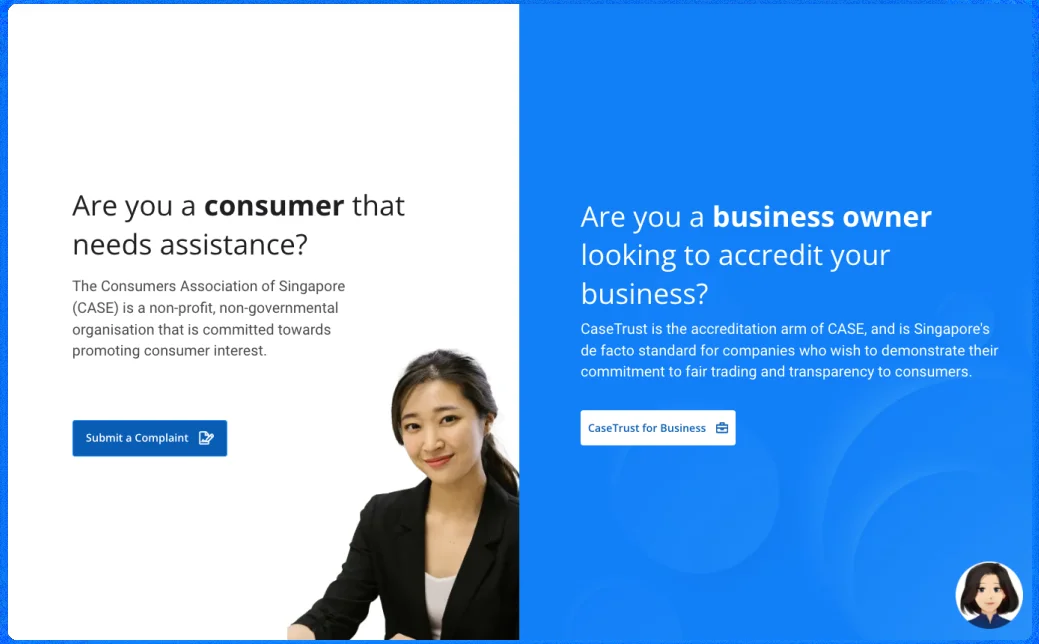 Are you a consumer that
needs assistance?
The Consumers Association of Singapore
(CASE) is a non-profit, non-governmental
organisation that is committed towards
promoting consumer interest.
Submit a Complaint
Are you a business owner
looking to accredit your
business?
CaseTrust is the accreditation arm of CASE, and is Singapore's
de facto standard for companies who wish to demonstrate their
commitment to fair trading and transparency to consumers.
CaseTrust for Business